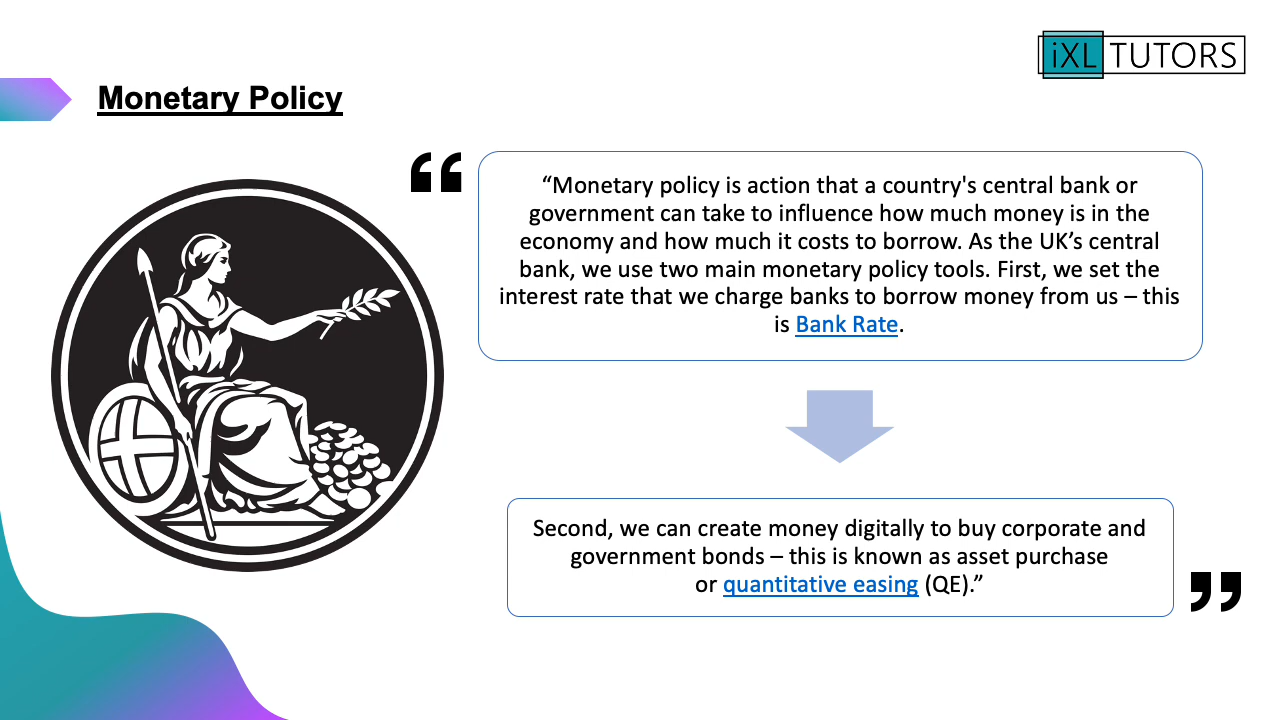 iXL TUTORS
Monetary Policy
“Monetary policy is action that a country's central bank or
government can take to influence how much money is in the
economy and how much it costs to borrow. As the UK’s central
bank, we use two main monetary policy tools. First, we set the
interest rate that we charge banks to borrow money from us – this
is Bank Rate.
Second, we can create money digitally to buy corporate and
government bonds – this is known as asset purchase
or quantitative easing (QE).”